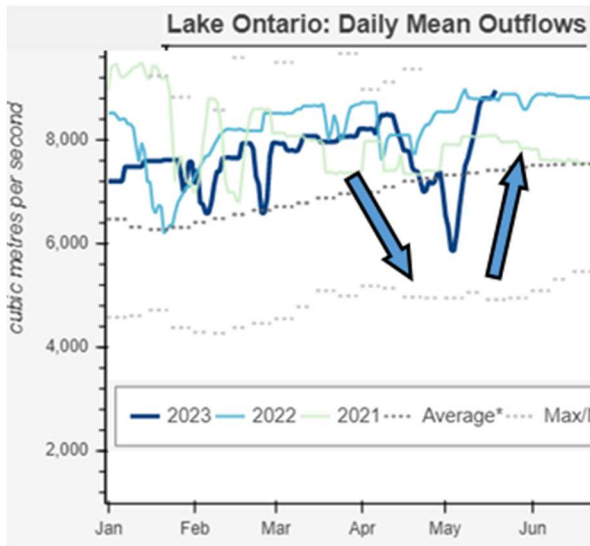 Lake Ontario: Daily Mean Outflows
cubic metres per second
8,000
6,000
4,000
2,000
2023 2022 2021 Average* Max/
Jan Feb Mar Apr May Jun